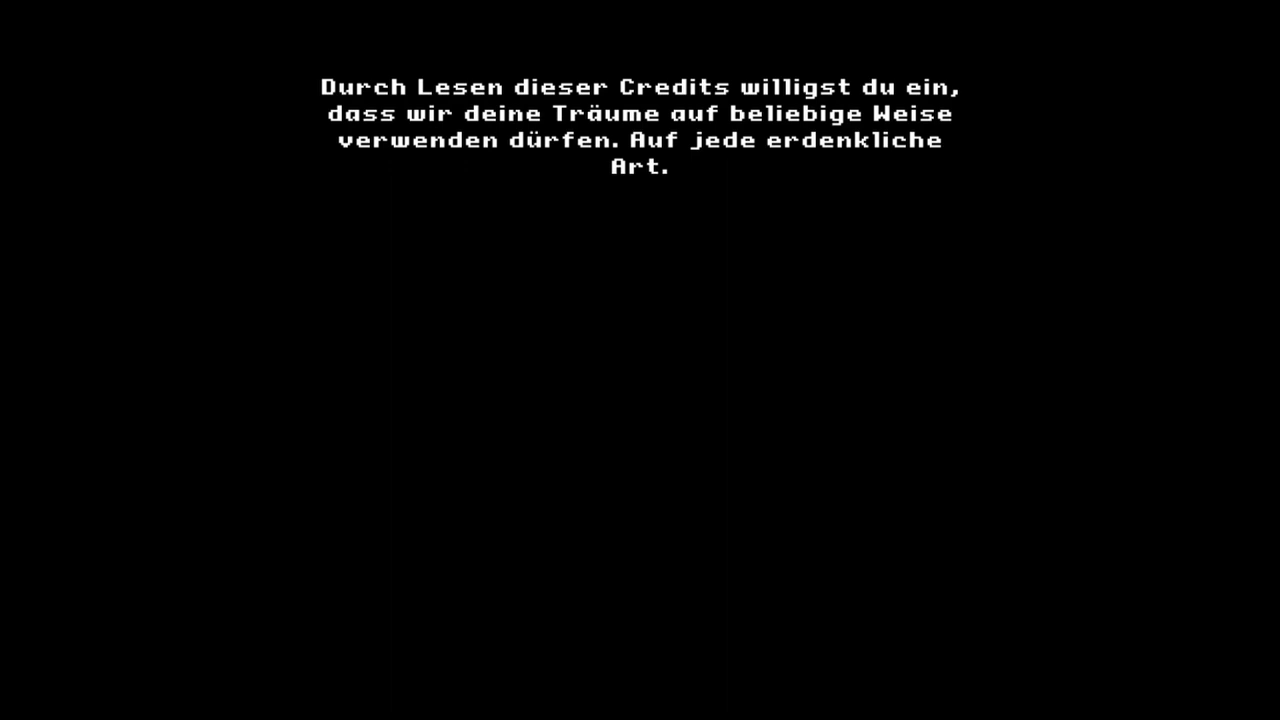 Durch Lesen dieser Credits willigst du ein,
dass wir deine Träume auf beliebige Weise
verwenden dürfen. Auf jede erdenkliche
Art.